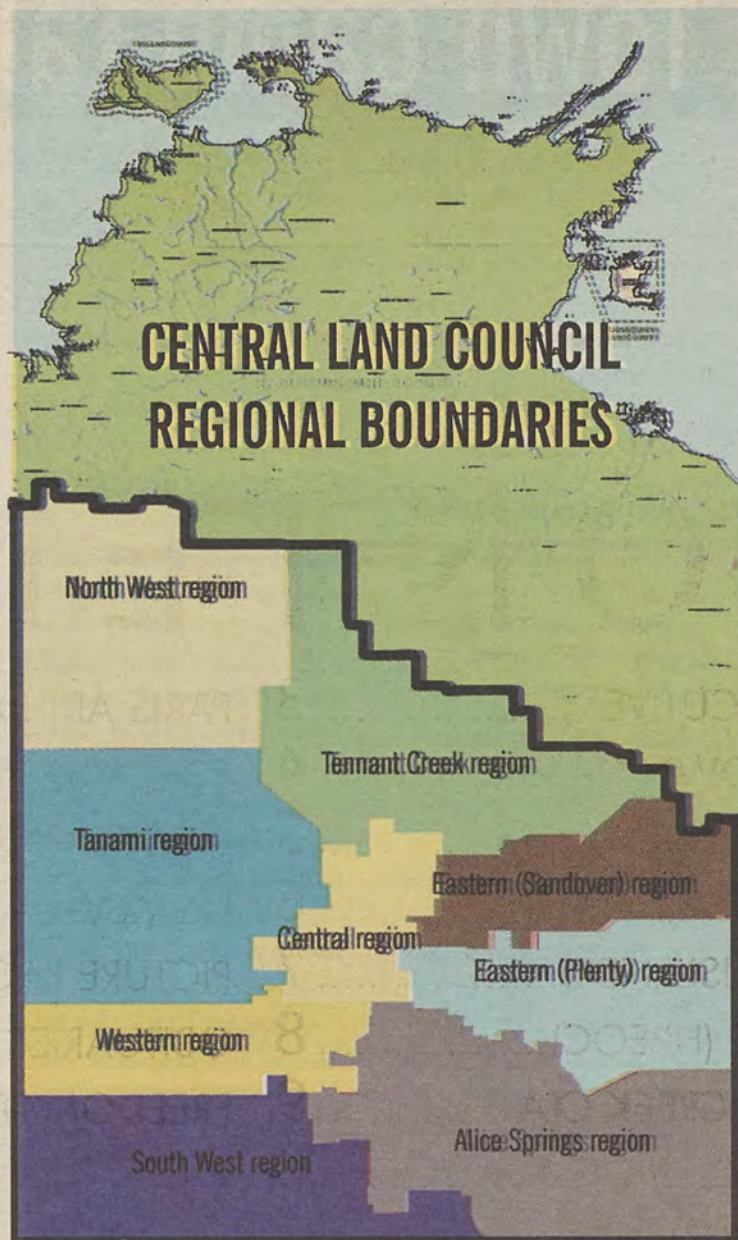 CENTRAL LAND COUNCIL
REGIONAL BOUNDARIES
North West region
Tennant Creek region
Tanami region
Eastern (Sandover) region
Central region
Eastern (Plenty) region
Western region
Alice Springs region
South West region